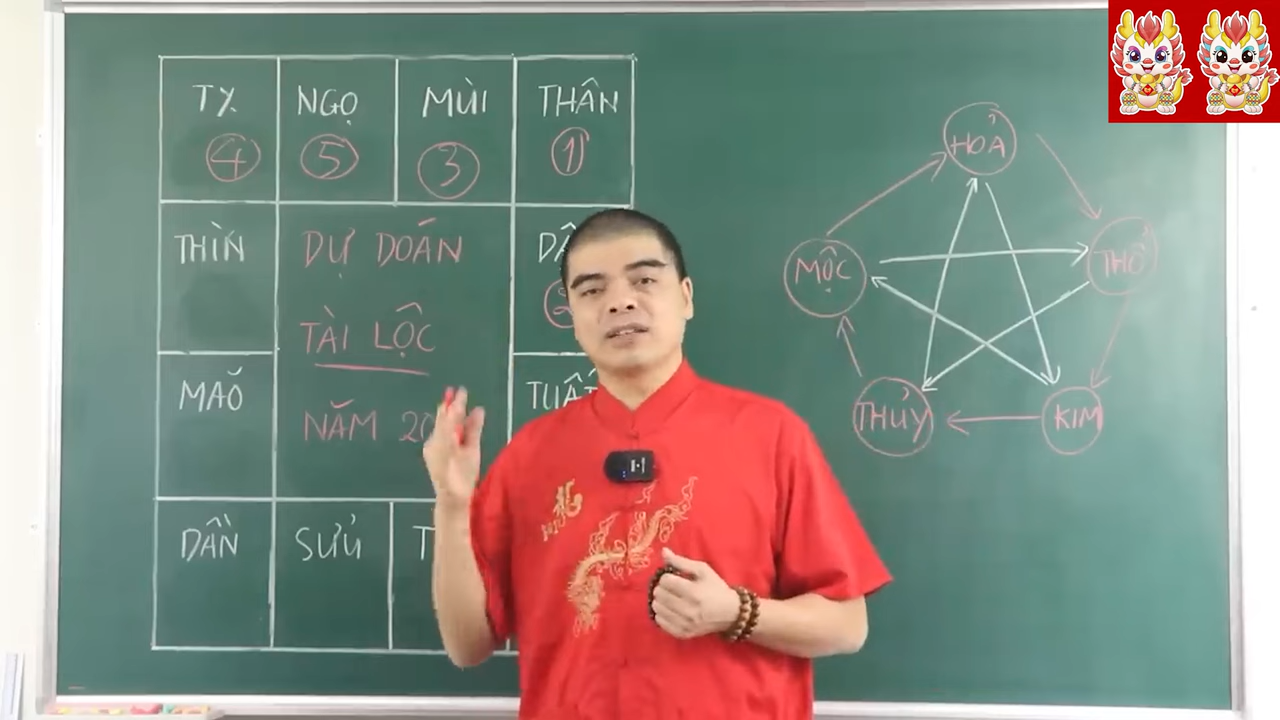 TỴ NGỌ MÙI THÂN
4 5 3 1
THÌN DỰ ĐOÁN
TÀI LỘC
MÃO
NĂM
DẦN SỬU
HỎA
MỘC THỔ
THỦY KIM